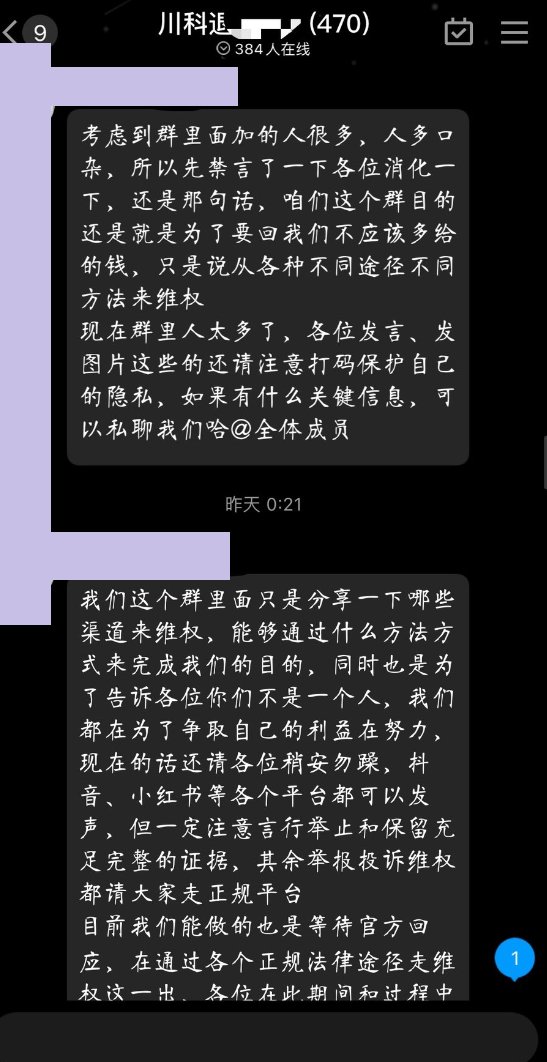 9
川科退
(470)
384人在线
考虑到群里面加的人很多，人多口
杂，所以先禁言了一下各位消化一
下，还是那句话，咱们这个群目的
还是就是为了要回我们不应该多给
的钱，只是说从各种不同途径不同
方法来维权
现在群里人太多了，各位发言、发
图片这些的还请注意打码保护自己
的隐私，如果有什么关键信息，可
以私聊我们哈@全体成员
昨天 0:21
我们这个群里面只是分享一下哪些
渠道来维权，能够通过什么方法方
式来完成我们的目的，同时也是为
了告诉各位你们不是一个人，我们
都在为了争取自己的利益在努力，
现在的话还请各位稍安勿躁，抖
音、小红书等各个平台都可以发
声，但一定注意言行举止和保留充
足完整的证据，其余举报投诉维权
都请大家走正规平台
目前我们能做的也是等待官方回
应，在通过各个正规法律途径走维
权这一出，各位在此期间和过程中
1